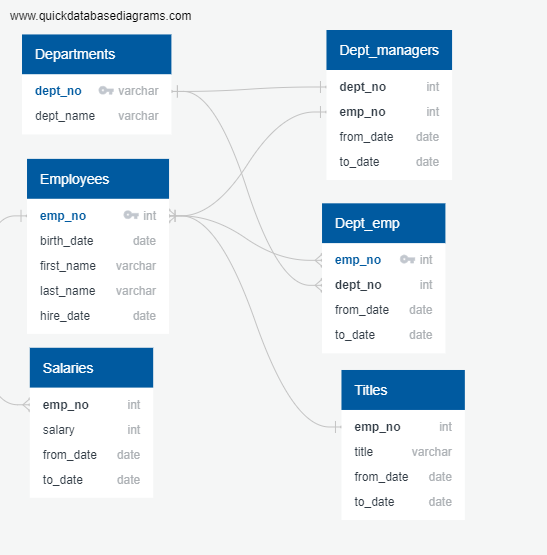 www.quickdatabasediagrams.com
Departments
dept_no varchar
dept_name varchar
Employees
emp_no int
birth_date date
first_name varchar
last_name varchar
hire_date date
Salaries
emp_no int
salary int
from_date date
to_date date
Dept_managers
dept_no int
emp_no int
from_date date
to_date date
Dept_emp
emp_no int
dept_no int
from_date date
to_date date
Titles
emp_no int
title varchar
from_date date
to_date date